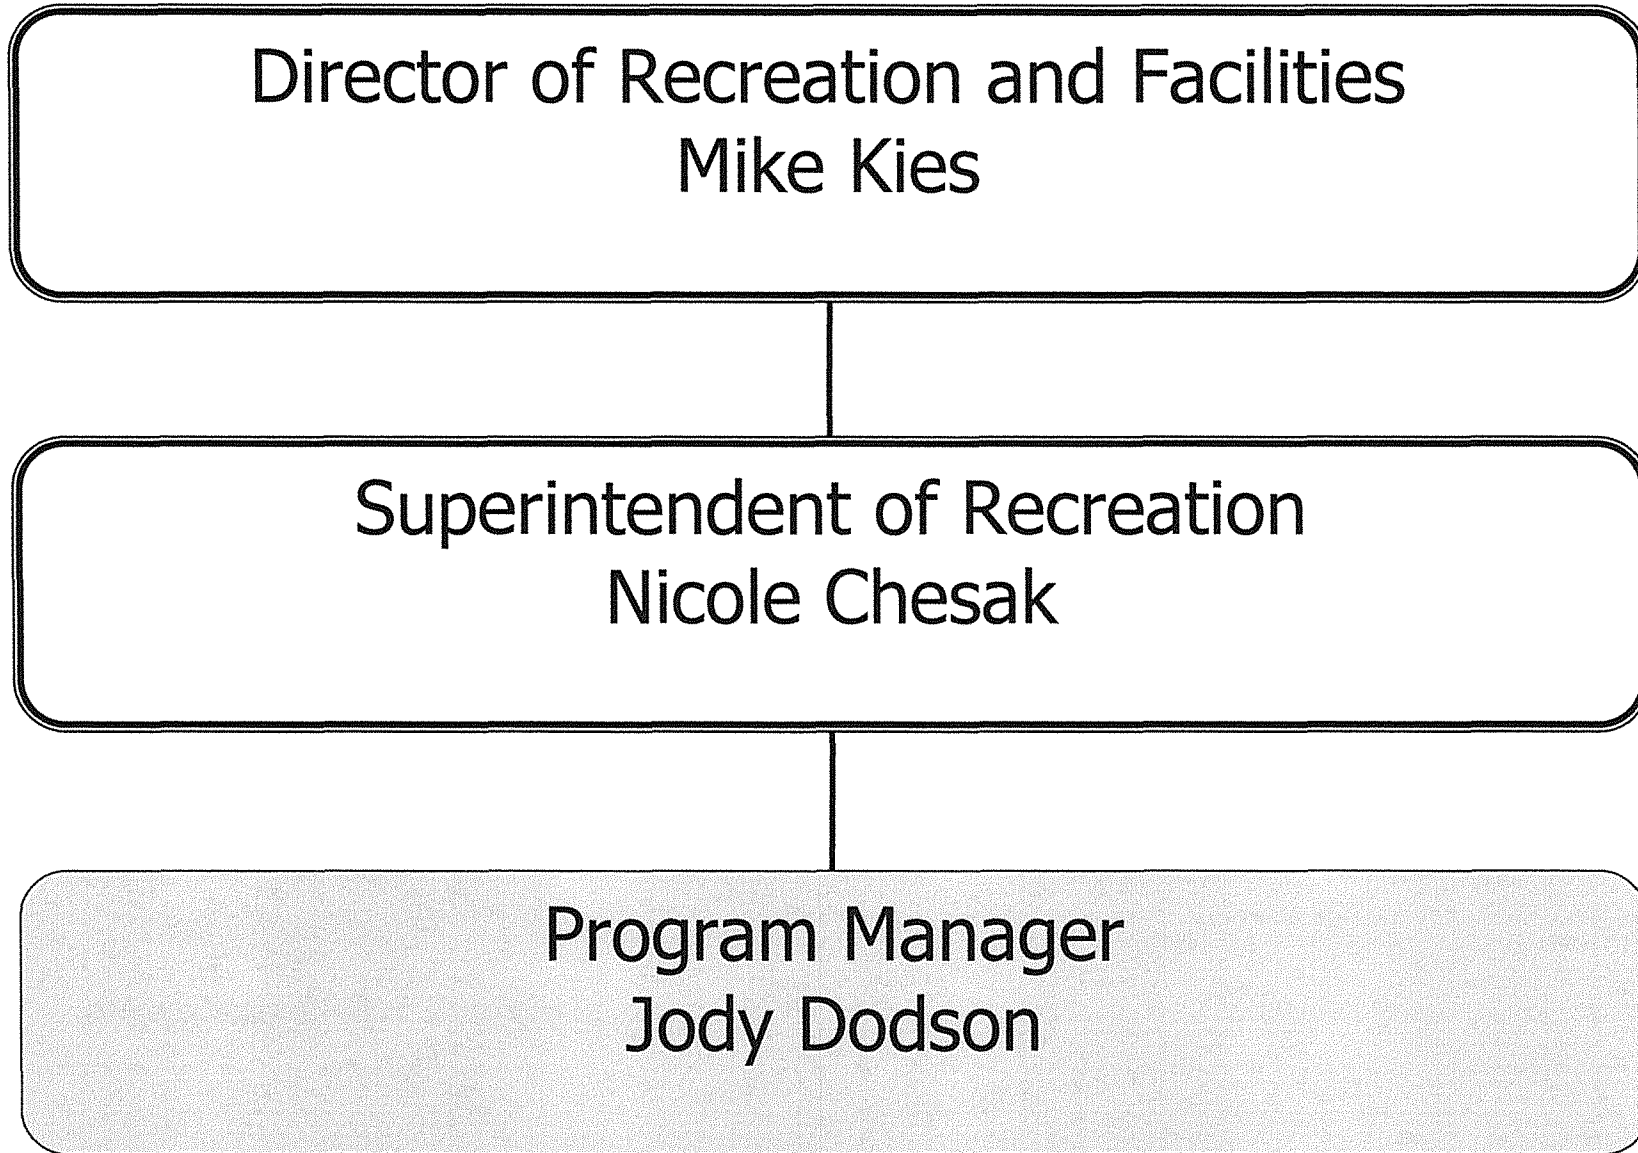 Director of Recreation and Facilities
Mike Kies
Superintendent of Recreation
Nicole Chesak
Program Manager
Jody Dodson